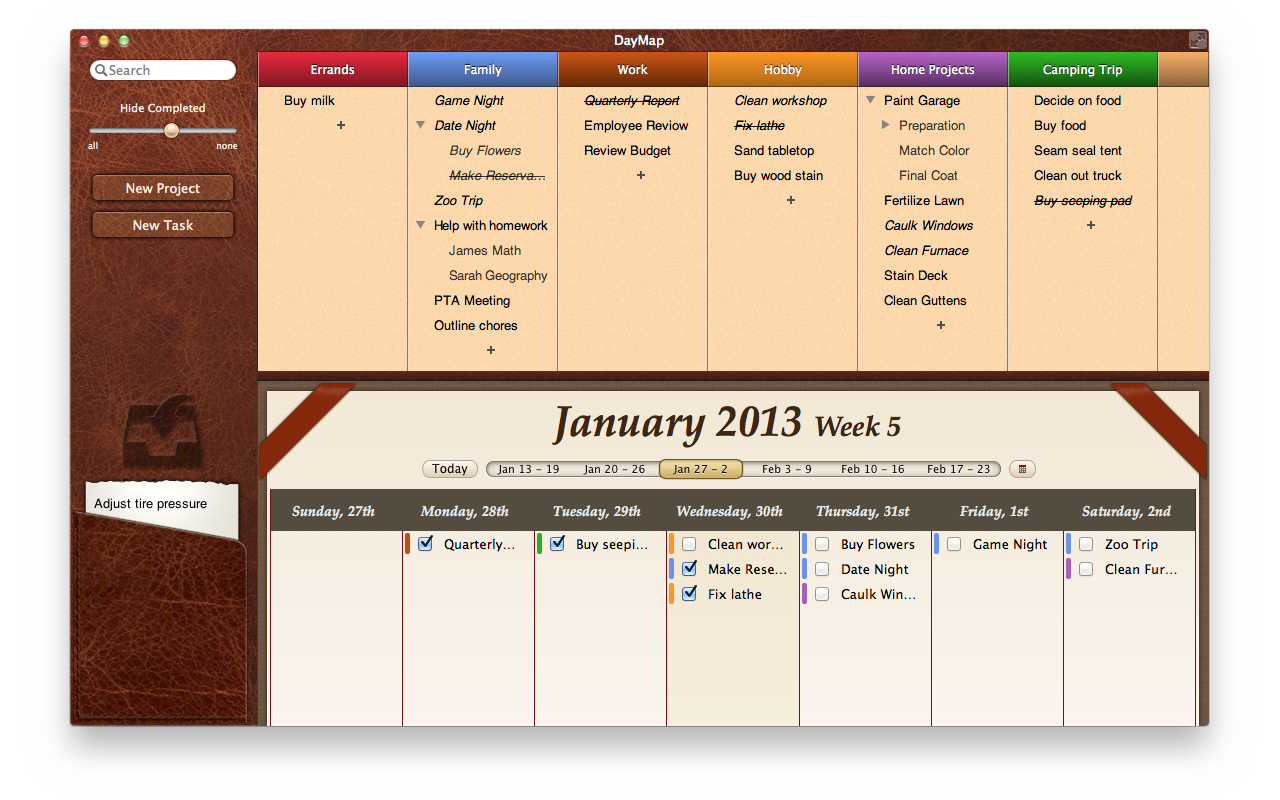 DayMap
Search
Hide Completed
all none
New Project
New Task
Adjust tire pressure
Errands
Buy milk
+
Family
Game Night
Date Night
Buy Flowers
Make Reserva...
Zoo Trip
Help with homework
James Math
Sarah Geography
PTA Meeting
Outline chores
+
Work
Quarterly Report
Employee Review
Review Budget
+
Hobby
Clean workshop
Fix lathe
Sand tabletop
Buy wood stain
+
Home Projects
Paint Garage
Preparation
Match Color
Final Coat
Fertilize Lawn
Caulk Windows
Clean Furnace
Stain Deck
Clean Guttens
+
Camping Trip
Decide on food
Buy food
Seam seal tent
Clean out truck
Buy seeping pad
+
January 2013 Week 5
Today Jan 13 – 19 Jan 20 – 26 Jan 27 – 2 Feb 3 – 9 Feb 10 – 16 Feb 17 – 23
Sunday, 27th
Monday, 28th
Quarterly...
Tuesday, 29th
Buy seepi...
Wednesday, 30th
Clean wor...
Make Rese...
Fix lathe
Thursday, 31st
Buy Flowers
Date Night
Caulk Win...
Friday, 1st
Game Night
Saturday, 2nd
Zoo Trip
Clean Fur...